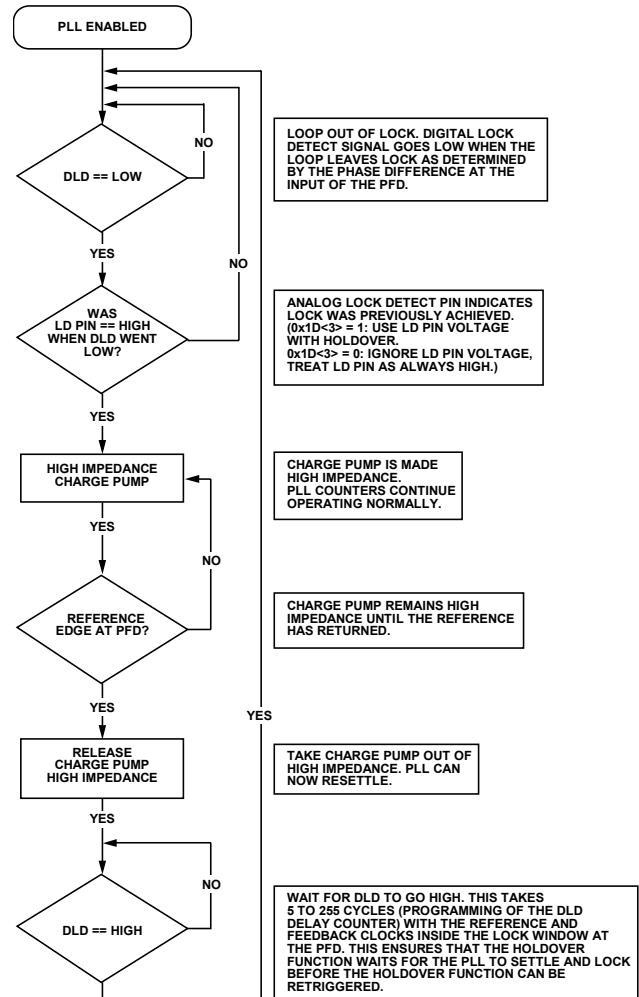 PLL ENABLED
NO
DLD == LOW
LOOP OUT OF LOCK. DIGITAL LOCK
DETECT SIGNAL GOES LOW WHEN THE
LOOP LEAVES LOCK AS DETERMINED
BY THE PHASE DIFFERENCE AT THE
INPUT OF THE PFD.
YES
NO
WAS
LD PIN == HIGH
WHEN DLD WENT
LOW?
ANALOG LOCK DETECT PIN INDICATES
LOCK WAS PREVIOUSLY ACHIEVED.
(0x1D<3> = 1: USE LD PIN VOLTAGE
WITH HOLDOVER.
0x1D<3> = 0: IGNORE LD PIN VOLTAGE,
TREAT LD PIN AS ALWAYS HIGH.)
YES
HIGH IMPEDANCE
CHARGE PUMP
CHARGE PUMP IS MADE
HIGH IMPEDANCE.
PLL COUNTERS CONTINUE
OPERATING NORMALLY.
YES
NO
REFERENCE
EDGE AT PFD?
CHARGE PUMP REMAINS HIGH
IMPEDANCE UNTIL THE REFERENCE
HAS RETURNED.
YES
YES
RELEASE
CHARGE PUMP
HIGH IMPEDANCE
TAKE CHARGE PUMP OUT OF
HIGH IMPEDANCE. PLL CAN
NOW RESETTLE.
YES
NO
DLD == HIGH
WAIT FOR DLD TO GO HIGH. THIS TAKES
5 TO 255 CYCLES (PROGRAMMING OF THE DLD
DELAY COUNTER) WITH THE REFERENCE AND
FEEDBACK CLOCKS INSIDE THE LOCK WINDOW AT
THE PFD. THIS ENSURES THAT THE HOLDOVER
FUNCTION WAITS FOR THE PLL TO SETTLE AND LOCK
BEFORE THE HOLDOVER FUNCTION CAN BE
RETRIGGERED.